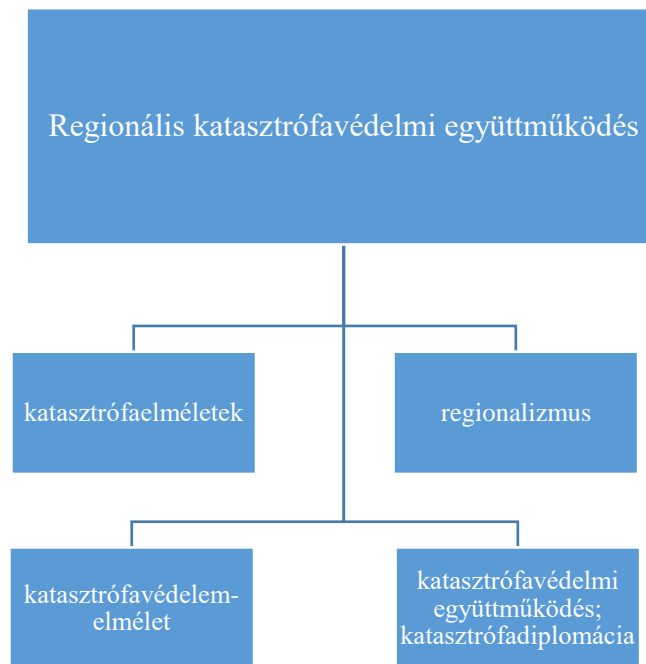 Regionális katasztrófavédelmi együttműködés
katasztrófaelméletek
regionalizmus
katasztrófavédelem-
elmélet
katasztrófavédelmi
együttműködés;
katasztrófadiplomácia